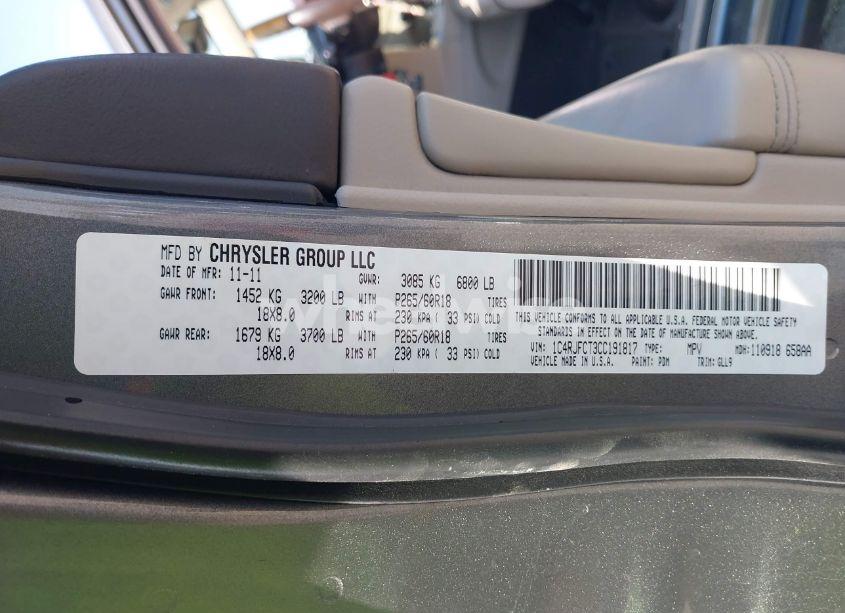 MFD BY CHRYSLER GROUP LLC
DATE OF MFR: 11-11 GVWR: 3085 KG 6800 LB
GAWR FRONT: 1452 KG 3200 LB WITH P265/60R18 TIRES
18X8.0 RIMS AT 230 KPA ( 33 PSI) COLD
GAWR REAR: 1679 KG 3700 LB WITH P265/60R18 TIRES
18X8.0 RIMS AT 230 KPA ( 33 PSI) COLD
THIS VEHICLE CONFORMS TO ALL APPLICABLE U.S.A. FEDERAL MOTOR VEHICLE SAFETY
STANDARDS IN EFFECT ON THE DATE OF MANUFACTURE SHOWN ABOVE.
VIN: 1C4RJFCT3CC191817 TYPE: MPV MDH: 110918 658AA
VEHICLE MADE IN U.S.A. PAINT: PDM TRIM: GLL9